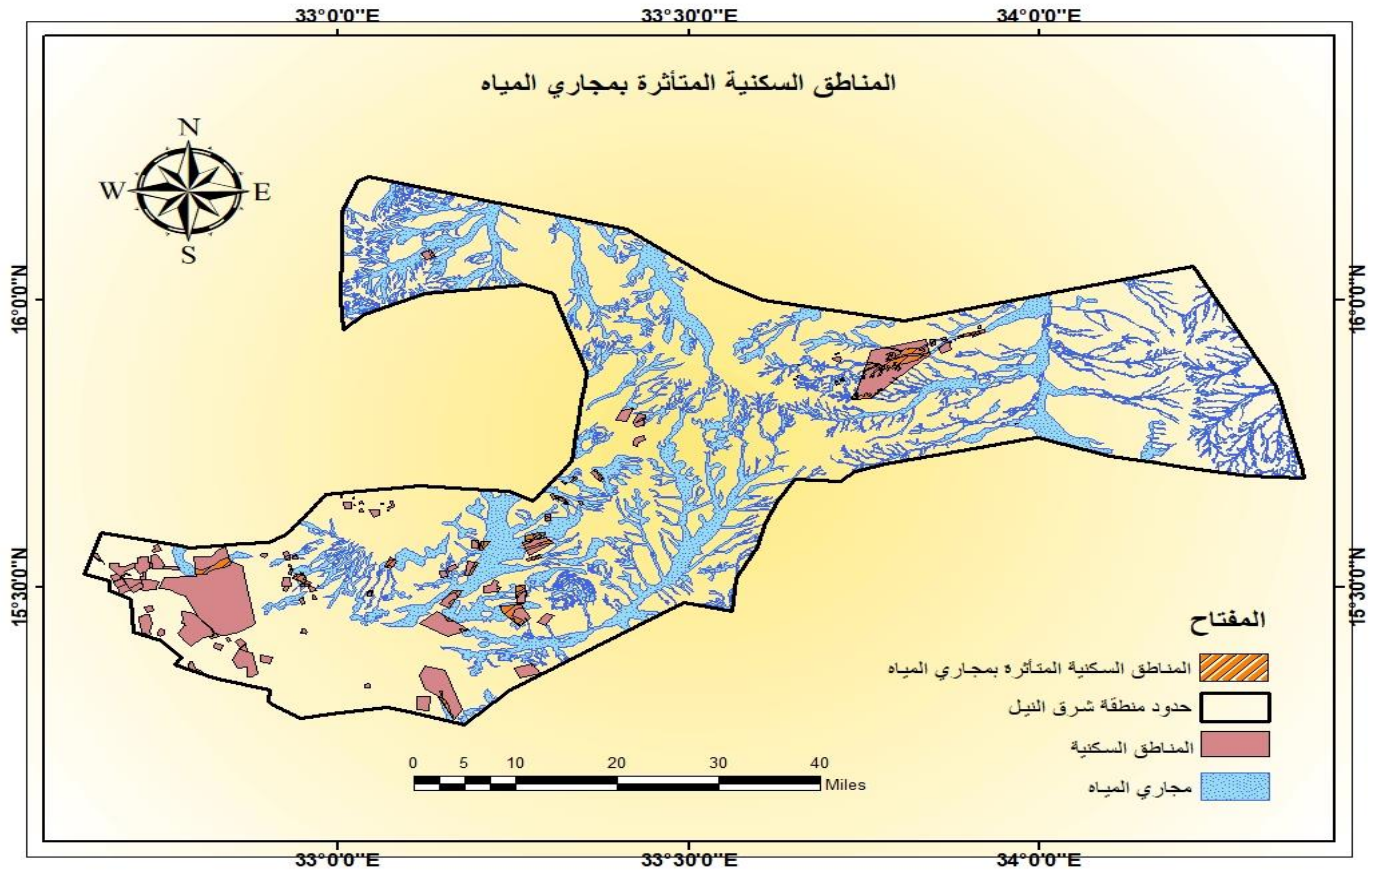 33°0'0"E 33°30'0"E 34°0'0"E
المناطق السكنية المتأثرة بمجاري المياه
N
W E
S
16°0'0"N 16°0'0"N
15°30'0"N 15°30'0"N
المفتاح
المناطق السكنية المتأثرة بمجاري المياه
حدود منطقة شرق النيل
المناطق السكنية
مجاري المياه
0 5 10 20 30 40
Miles
33°0'0"E 33°30'0"E 34°0'0"E